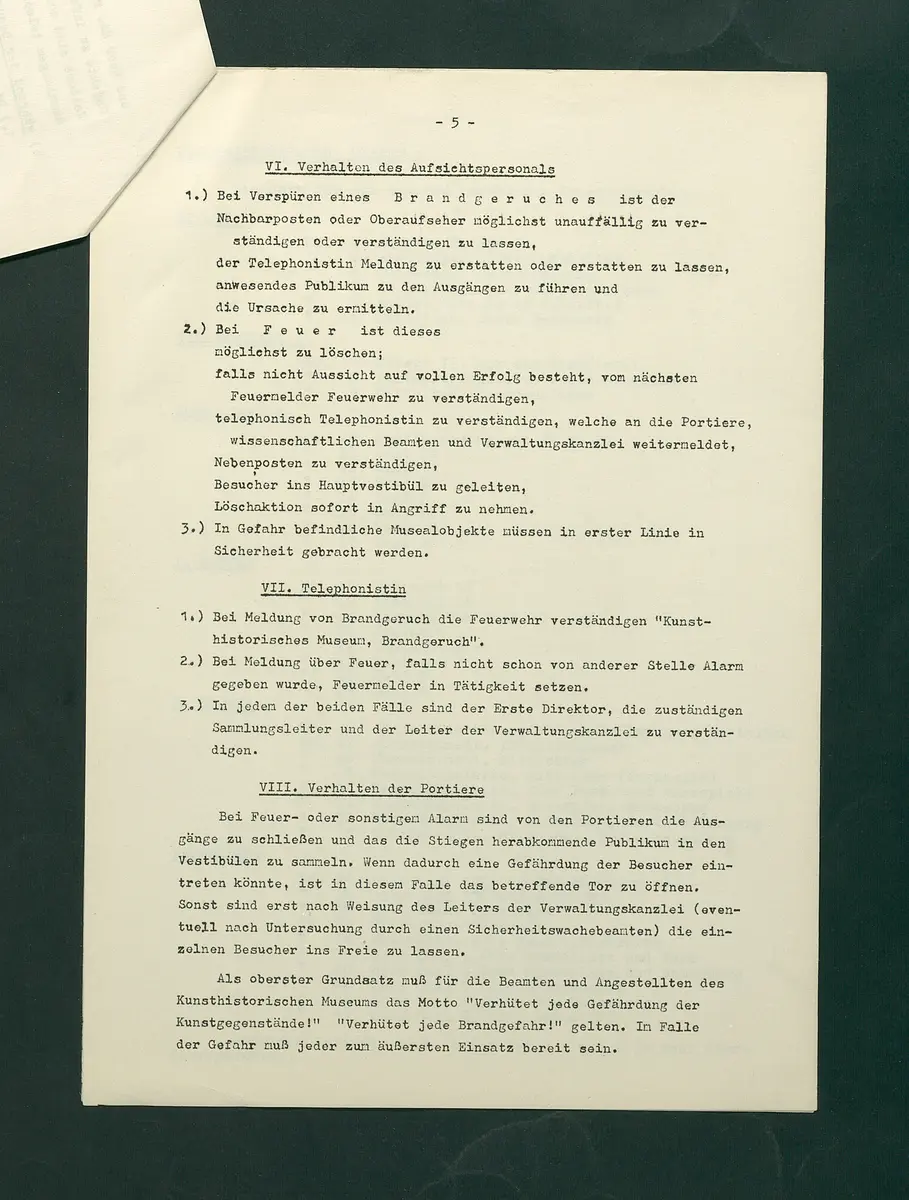 - 5 -
VI. Verhalten des Aufsichtspersonals
1.) Bei Verspüren eines B r a n d g e r u c h e s ist der
Nachbarposten oder Oberaufseher möglichst unauffällig zu ver-
ständigen oder verständigen zu lassen,
der Telephonistin Meldung zu erstatten oder erstatten zu lassen,
anwesendes Publikum zu den Ausgängen zu führen und
die Ursache zu ermitteln.
2.) Bei F e u e r ist dieses
möglichst zu löschen;
falls nicht Aussicht auf vollen Erfolg besteht, vom nächsten
Feuermelder Feuerwehr zu verständigen,
telephonisch Telephonistin zu verständigen, welche an die Portiere,
wissenschaftlichen Beamten und Verwaltungskanzlei weitermeldet,
Nebenposten zu verständigen,
Besucher ins Hauptvestibül zu geleiten,
Löschaktion sofort in Angriff zu nehmen.
3.) In Gefahr befindliche Musealobjekte müssen in erster Linie in
Sicherheit gebracht werden.
VII. Telephonistin
1.) Bei Meldung von Brandgeruch die Feuerwehr verständigen "Kunst-
historisches Museum, Brandgeruch".
2.) Bei Meldung über Feuer, falls nicht schon von anderer Stelle Alarm
gegeben wurde, Feuermelder in Tätigkeit setzen.
3.) In jedem der beiden Fälle sind der Erste Direktor, die zuständigen
Sammlungsleiter und der Leiter der Verwaltungskanzlei zu verstän-
digen.
VIII. Verhalten der Portiere
Bei Feuer- oder sonstigem Alarm sind von den Portieren die Aus-
gänge zu schließen und das die Stiegen herabkommende Publikum in den
Vestibülen zu sammeln. Wenn dadurch eine Gefährdung der Besucher ein-
treten könnte, ist in diesem Falle das betreffende Tor zu öffnen.
Sonst sind erst nach Weisung des Leiters der Verwaltungskanzlei (even-
tuell nach Untersuchung durch einen Sicherheitswachebeamten) die ein-
zelnen Besucher ins Freie zu lassen.
Als oberster Grundsatz muß für die Beamten und Angestellten des
Kunsthistorischen Museums das Motto "Verhütet jede Gefährdung der
Kunstgegenstände!" "Verhütet jede Brandgefahr!" gelten. Im Falle
der Gefahr muß jeder zum äußersten Einsatz bereit sein.